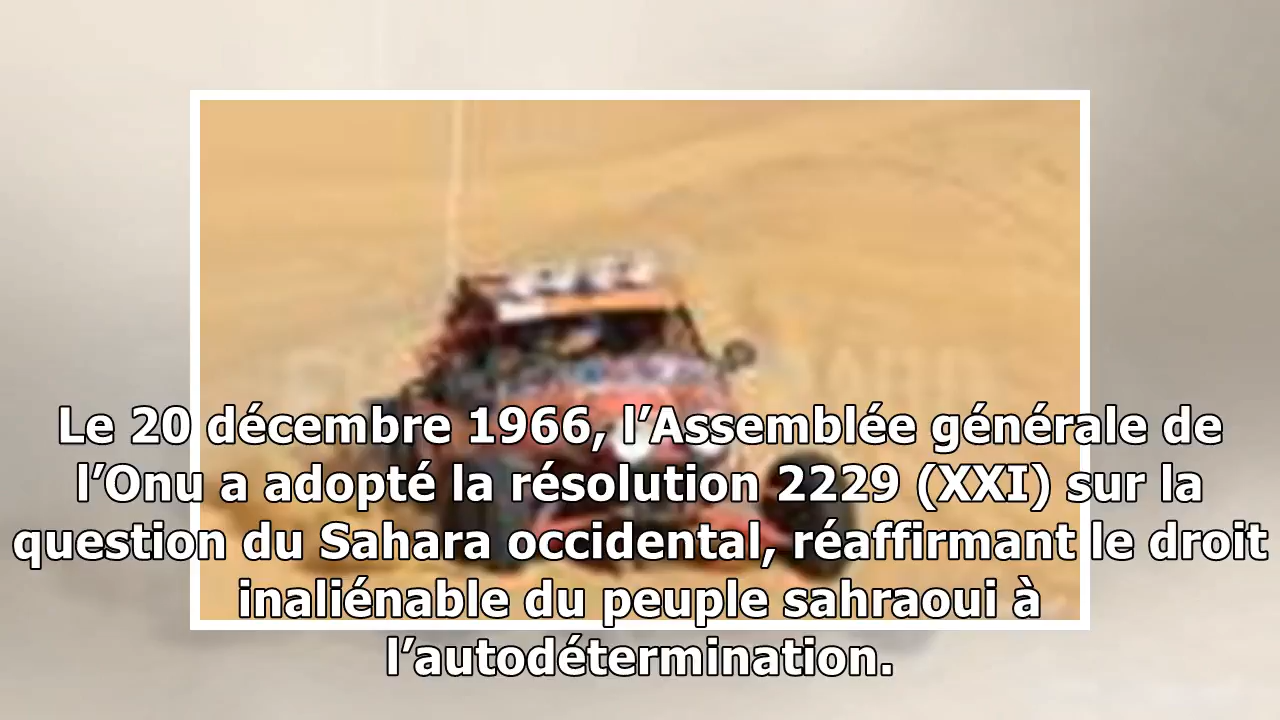 Le 20 décembre 1966, l’Assemblée générale de
l’Onu a adopté la résolution 2229 (XXI) sur la
question du Sahara occidental, réaffirmant le droit
inaliénable du peuple sahraoui à
l’autodétermination.